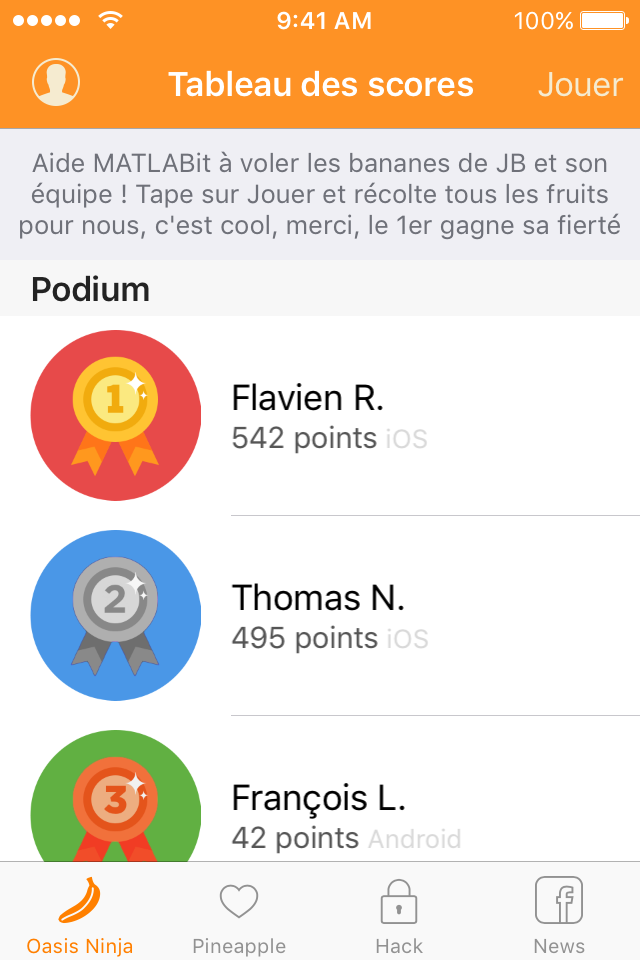 9:41 AM 100%
Tableau des scores Jouer
Aide MATLABit à voler les bananes de JB et son
équipe ! Tape sur Jouer et récolte tous les fruits
pour nous, c'est cool, merci, le 1er gagne sa fierté
Podium
1
Flavien R.
542 points iOS
2
Thomas N.
495 points iOS
3
François L.
42 points Android
Oasis Ninja Pineapple Hack News